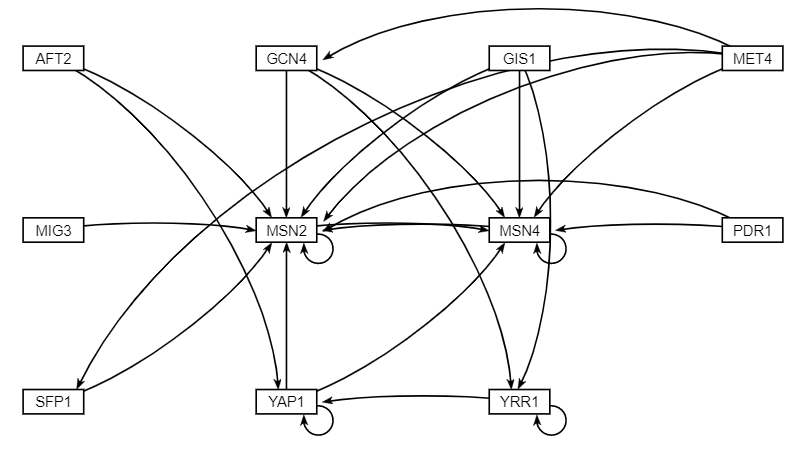 AFT2
GCN4
GIS1
MET4
MIG3
MSN2
MSN4
PDR1
SFP1
YAP1
YRR1